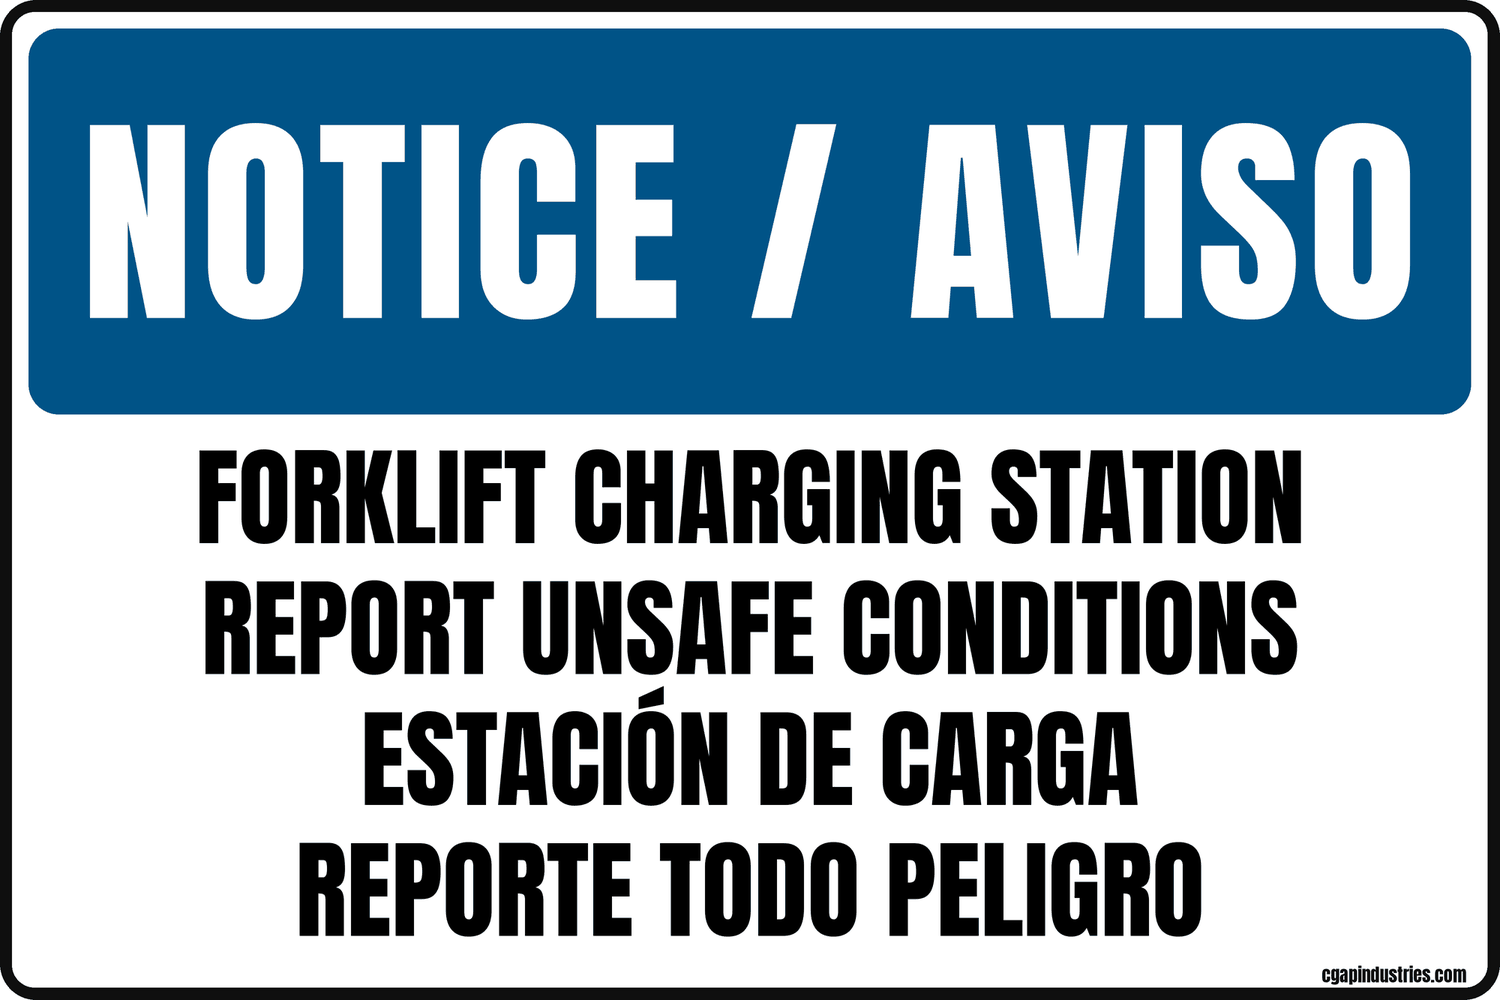 NOTICE / AVISO
FORKLIFT CHARGING STATION
REPORT UNSAFE CONDITIONS
ESTACIÓN DE CARGA
REPORTE TODO PELIGRO
cgapindustries.com